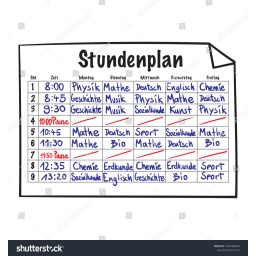 Stundenplan
Std Zeit Montag Dienstag Mittwoch Donnerstag Freitag
1 8:00 Physik Mathe Deutsch Englisch Chemie
2 8:45 Geschichte Musik Physik Mathe Deutsch
3 9:30 Geschichte Musik Sozialkunde Kunst Physik
4 10:00 Pause
5 10:45 Mathe Deutsch Sport Sozialkunde Mathe
6 11:30 Mathe Bio Mathe Deutsch Bio
7 11:50 Pause
8 12:35 Chemie Erdkunde Chemie Erdkunde Sport
9 13:20 Sozialkunde Englisch Geschichte Bio Sport
shutterstock